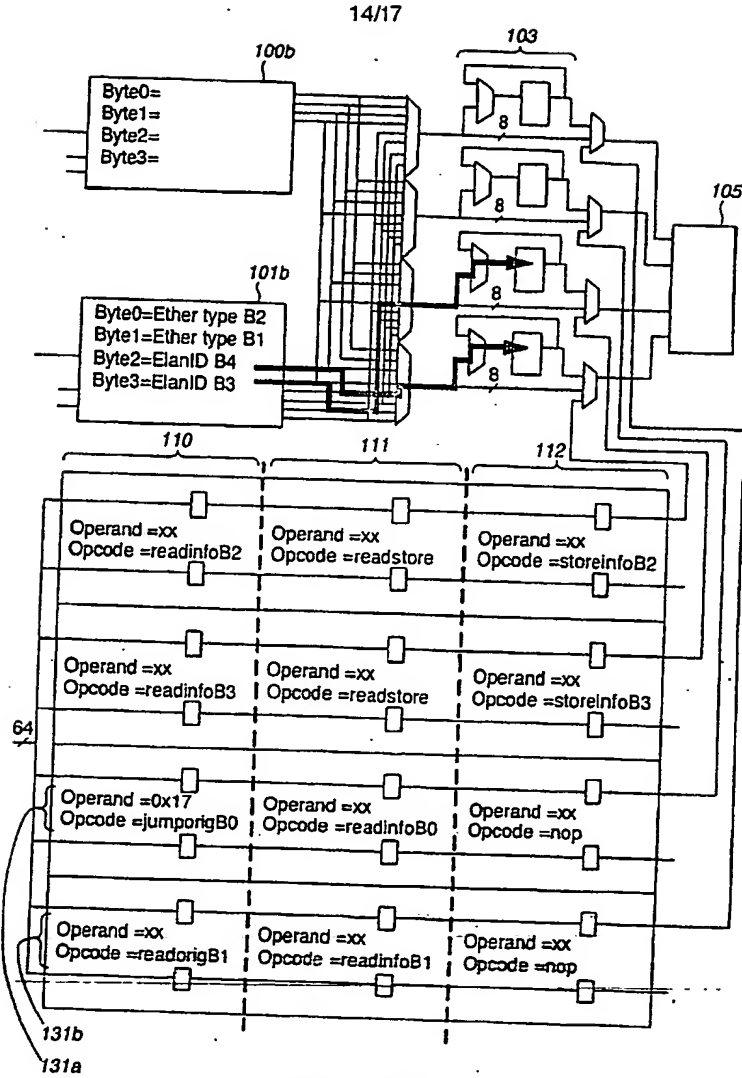 14/17
103
100b
Byte0=
Byte1=
Byte2=
Byte3=
8
8
105
101b
8
Byte0=Ether type B2
Byte1=Ether type B1
Byte2=ElanID B4
Byte3=ElanID B3
8
110
111
112
Operand =xx
Opcode =readinfoB2
Operand =xx
Opcode =readstore
Operand =xx
Opcode =storeinfoB2
Operand =xx
Opcode =readinfoB3
Operand =xx
Opcode =readstore
Operand =xx
Opcode =storeinfoB3
64
Operand =0x17
Opcode =jumporigB0
Operand =xx
Opcode =readinfoB0
Operand =xx
Opcode =nop
Operand =xx
Opcode =readorigB1
Operand =xx
Opcode =readinfoB1
Operand =xx
Opcode =nop
131b
131a